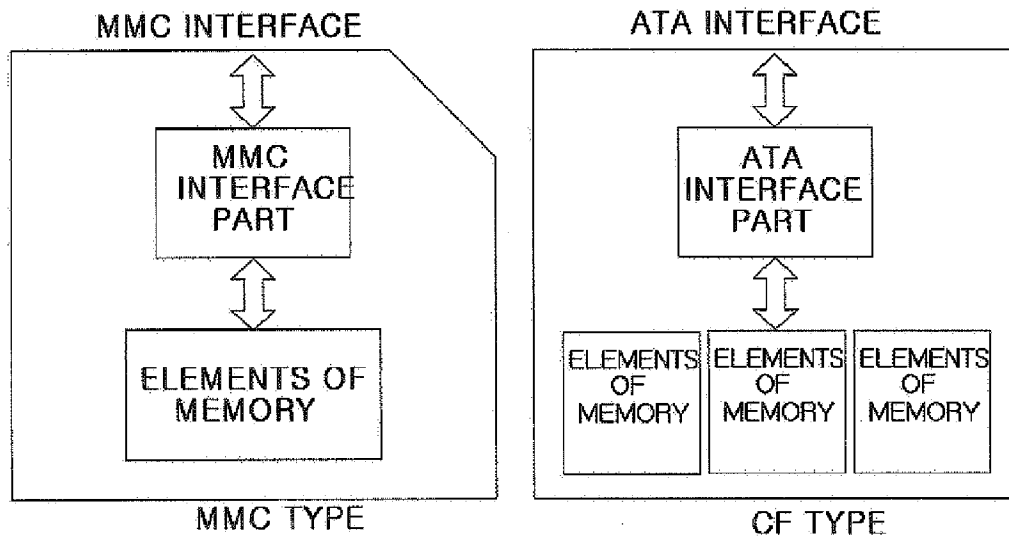 MMC INTERFACE
MMC
INTERFACE
PART
ELEMENTS OF
MEMORY
MMC TYPE
ATA INTERFACE
ATA
INTERFACE
PART
ELEMENTS
OF
MEMORY
ELEMENTS
OF
MEMORY
ELEMENTS
OF
MEMORY
CF TYPE